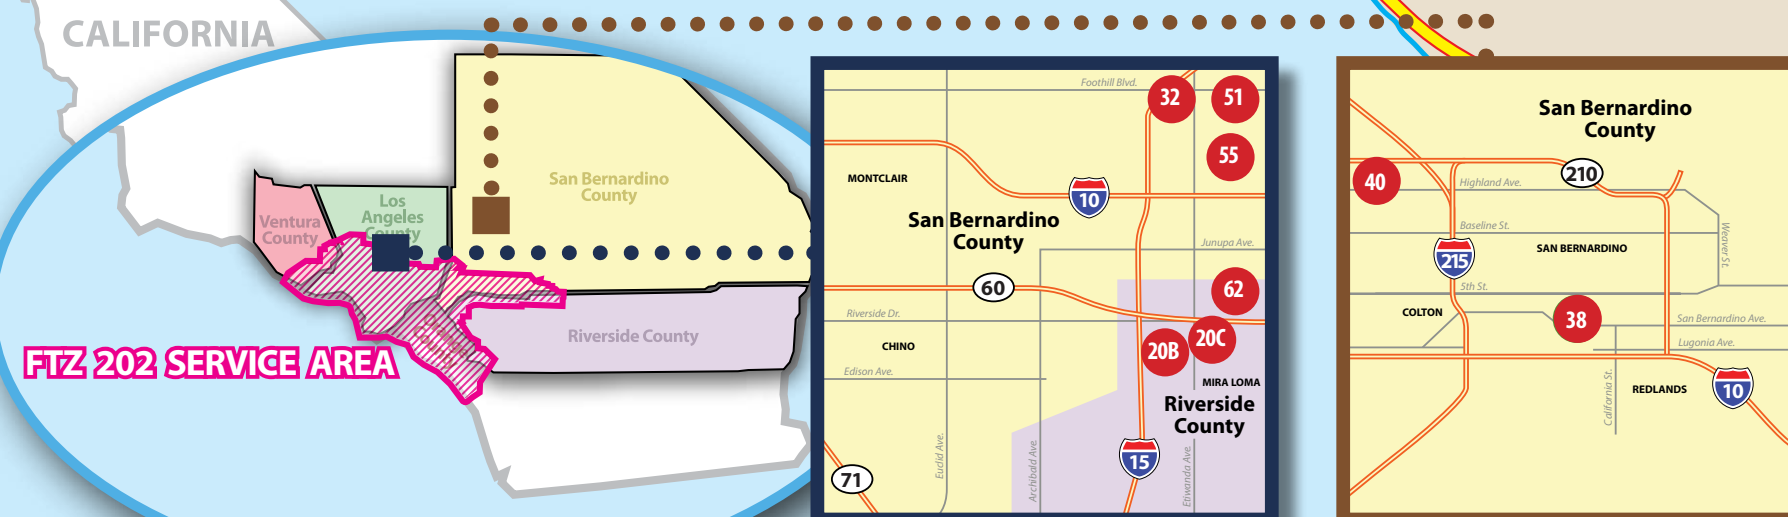 CALIFORNIA
Ventura
County
Los
Angeles
County
San Bernardino
County
Riverside County
FTZ 202 SERVICE AREA
Foothill Blvd.
32
51
55
MONTCLAIR
10
San Bernardino
County
Junupa Ave.
60
62
Riverside Dr.
CHINO
20B
20C
Edison Ave.
MIRA LOMA
Riverside
County
Euclid Ave.
Archibald Ave.
Etiwanda Ave.
15
71
San Bernardino
County
40
Highland Ave.
210
Baseline St.
SAN BERNARDINO
Weaver St.
215
5th St.
COLTON
38
San Bernardino Ave.
Lugonia Ave.
California St.
REDLANDS
10